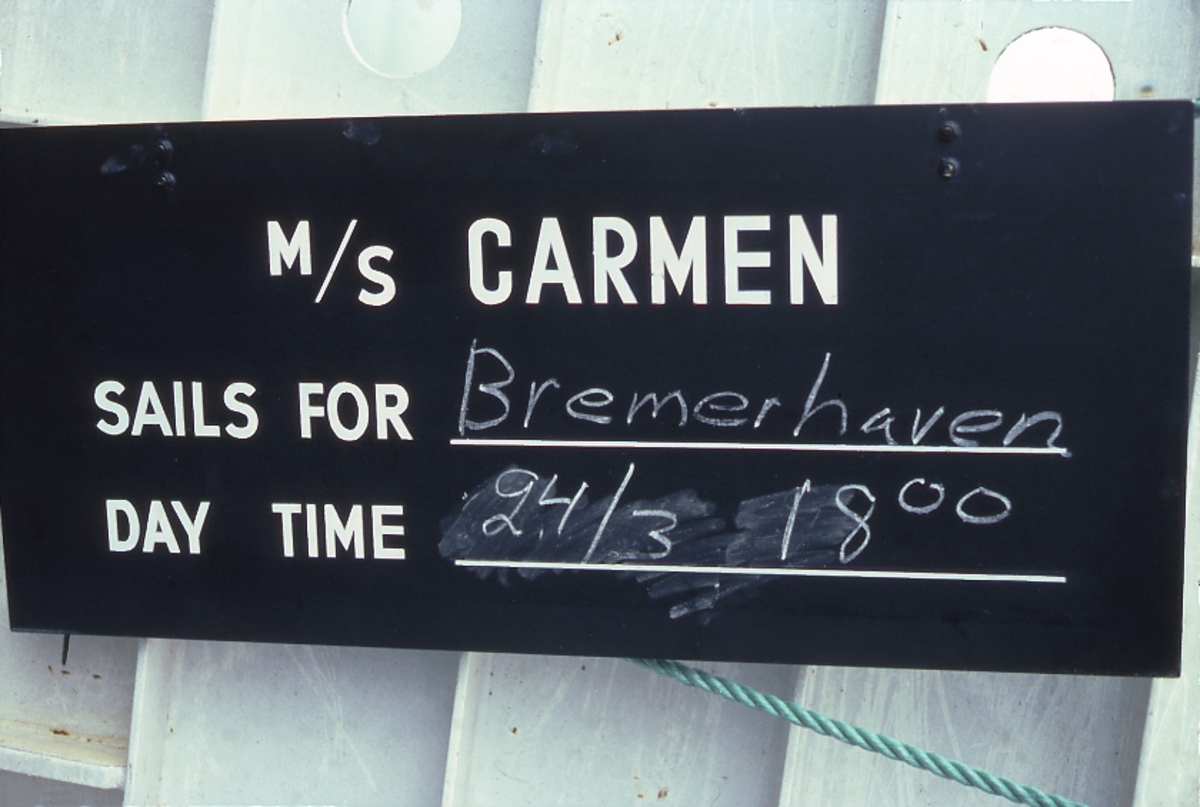 M/S CARMEN
SAILS FOR Bremerhaven
DAY TIME 24/3 18⁰⁰